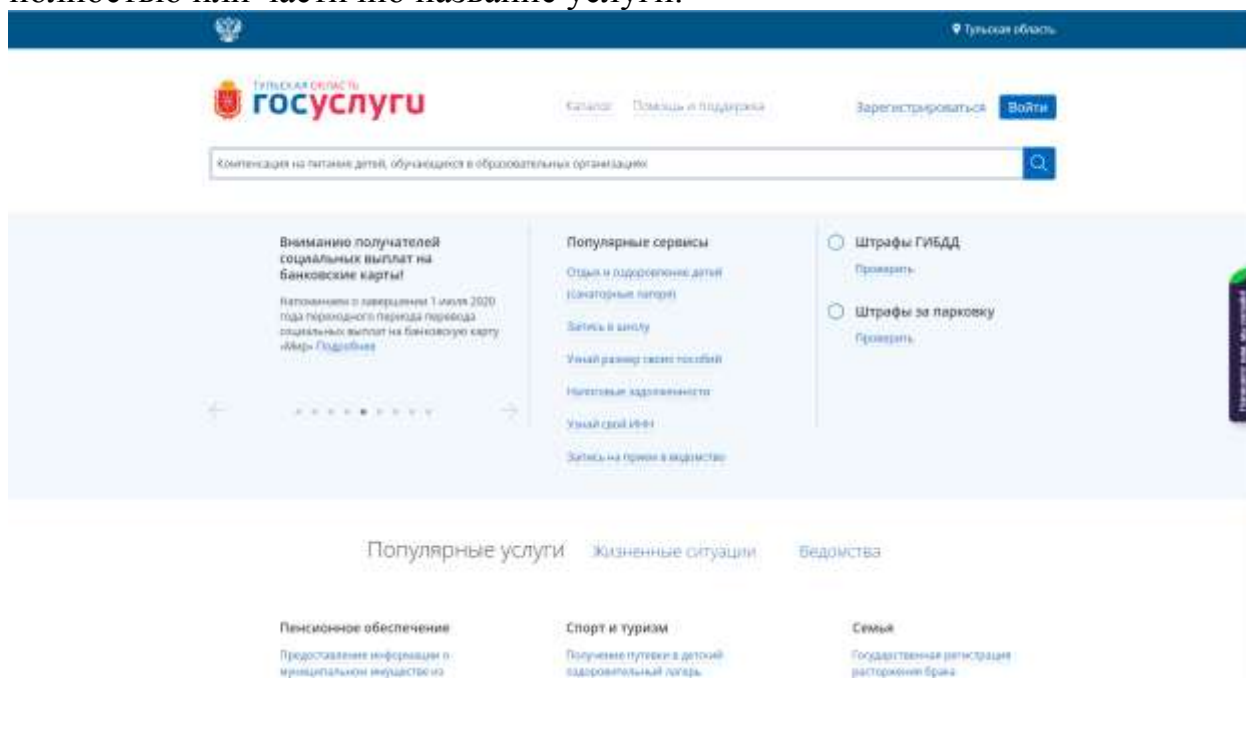 полностью или частично название услуги.
Тульская область
ТУЛЬСКАЯ ОБЛАСТЬ
госуслуги
Каталог Помощь и поддержка
Зарегистрироваться Войти
Компенсация на питание детей, обучающихся в образовательных организациях
Вниманию получателей
социальных выплат на
банковские карты!
Напоминаем о завершении 1 июля 2020
года переходного периода перевода
социальных выплат на банковскую карту
«Мир» Подробнее
Популярные сервисы
Отдых и оздоровление детей
(санаторные лагеря)
Запись в школу
Узнай размер своих пособий
Налоговые задолженности
Узнай свой ИНН
Запись на прием в ведомство
Штрафы ГИБДД
Проверить
Штрафы за парковку
Проверить
Популярные услуги Жизненные ситуации Ведомства
Пенсионное обеспечение
Предоставление информации о
муниципальном имуществе из
Спорт и туризм
Получение путевки в детский
оздоровительный лагерь
Семья
Государственная регистрация
расторжения брака